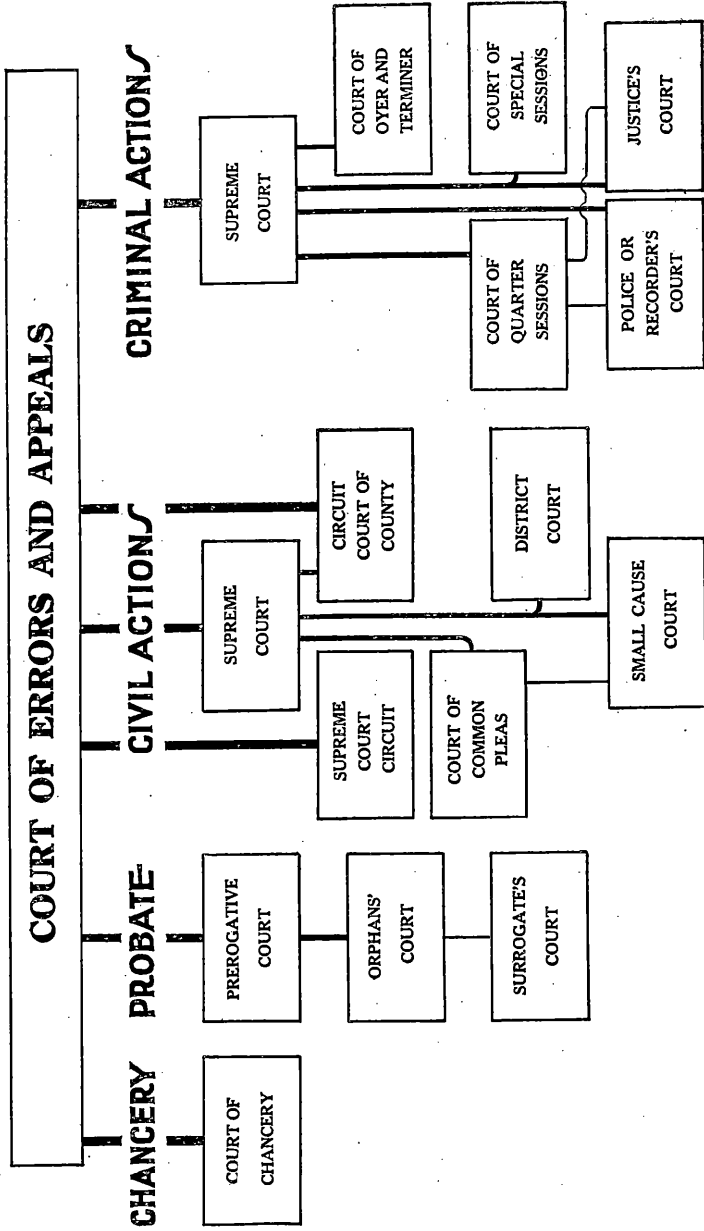 COURT OF ERRORS AND APPEALS
CHANCERY
PROBATE
CIVIL ACTIONS
CRIMINAL ACTIONS
COURT OF
CHANCERY
PREROGATIVE
COURT
ORPHANS'
COURT
SURROGATE'S
COURT
SUPREME
COURT
SUPREME
COURT
CIRCUIT
CIRCUIT
COURT OF
COUNTY
COURT OF
COMMON
PLEAS
DISTRICT
COURT
SMALL CAUSE
COURT
SUPREME
COURT
COURT OF
OYER AND
TERMINER
COURT OF
QUARTER
SESSIONS
COURT OF
SPECIAL
SESSIONS
POLICE OR
RECORDER'S
COURT
JUSTICE'S
COURT